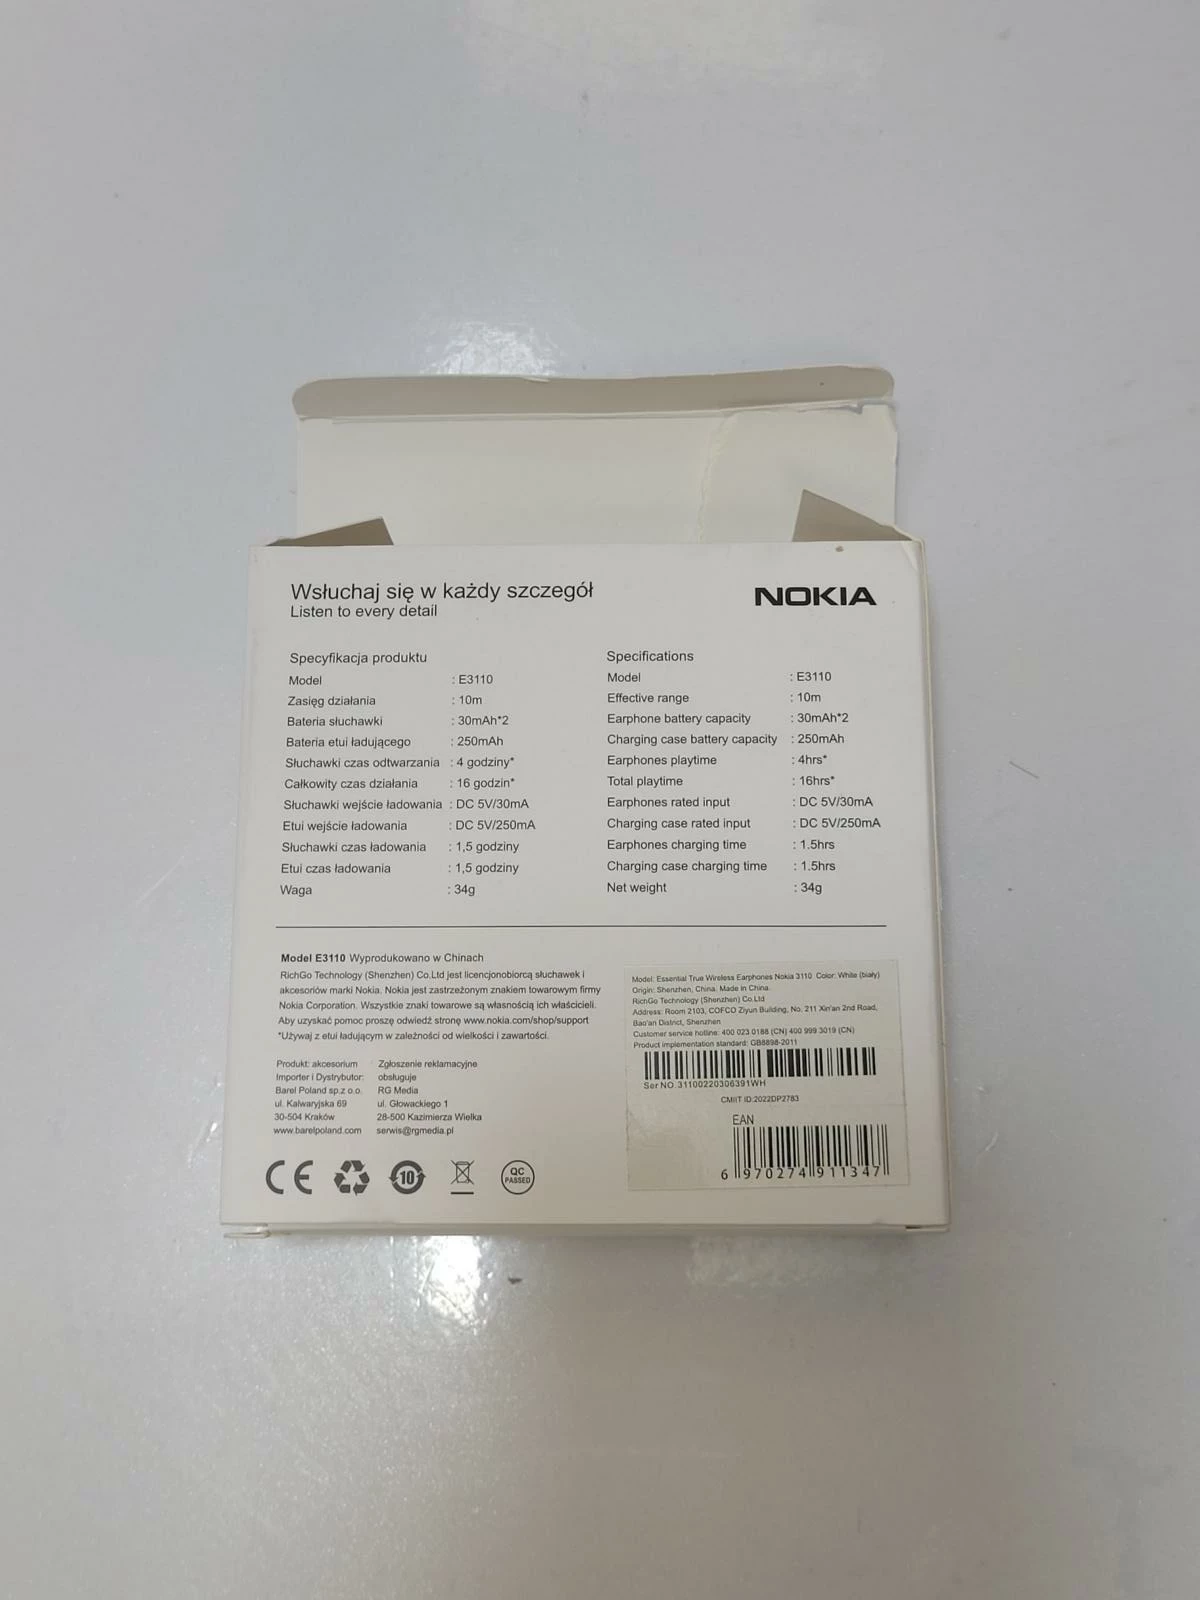 Wsłuchaj się w każdy szczegół
Listen to every detail
NOKIA
Specyfikacja produktu
Model : E3110
Zasięg działania : 10m
Bateria słuchawki : 30mAh*2
Bateria etui ładującego : 250mAh
Słuchawki czas odtwarzania : 4 godziny*
Całkowity czas działania : 16 godzin*
Słuchawki wejście ładowania : DC 5V/30mA
Etui wejście ładowania : DC 5V/250mA
Słuchawki czas ładowania : 1,5 godziny
Etui czas ładowania : 1,5 godziny
Waga : 34g
Specifications
Model : E3110
Effective range : 10m
Earphone battery capacity : 30mAh*2
Charging case battery capacity : 250mAh
Earphones playtime : 4hrs*
Total playtime : 16hrs*
Earphones rated input : DC 5V/30mA
Charging case rated input : DC 5V/250mA
Earphones charging time : 1.5hrs
Charging case charging time : 1.5hrs
Net weight : 34g
Model E3110 Wyprodukowano w Chinach
RichGo Technology (Shenzhen) Co.Ltd jest licencjonobiorcą słuchawek i
akcesoriów marki Nokia. Nokia jest zastrzeżonym znakiem towarowym firmy
Nokia Corporation. Wszystkie znaki towarowe są własnością ich właścicieli.
Aby uzyskać pomoc proszę odwiedź stronę www.nokia.com/shop/support
*Używaj z etui ładującym w zależności od wielkości i zawartości.
Produkt: akcesorium
Importer i Dystrybutor:
Barel Poland sp.z o.o.
ul. Kalwaryjska 69
30-504 Kraków
www.barelpoland.com
Zgłoszenie reklamacyjne
obsługuje
RG Media
ul. Głowackiego 1
28-500 Kazimierza Wielka
serwis@rgmedia.pl
CE
10
QC
PASSED
Model: Essential True Wireless Earphones Nokia 3110 Color: White (biały)
Origin: Shenzhen, China. Made in China.
RichGo Technology (Shenzhen) Co.Ltd
Address: Room 2103, COFCO Ziyun Building, No. 211 Xin'an 2nd Road,
Bao'an District, Shenzhen
Customer service hotline: 400 023 0188 (CN) 400 999 3019 (CN)
Product implementation standard: GB8898-2011
Ser NO.31100220306391WH
CMIIT ID:2022DP2783
EAN
6 970274 911347